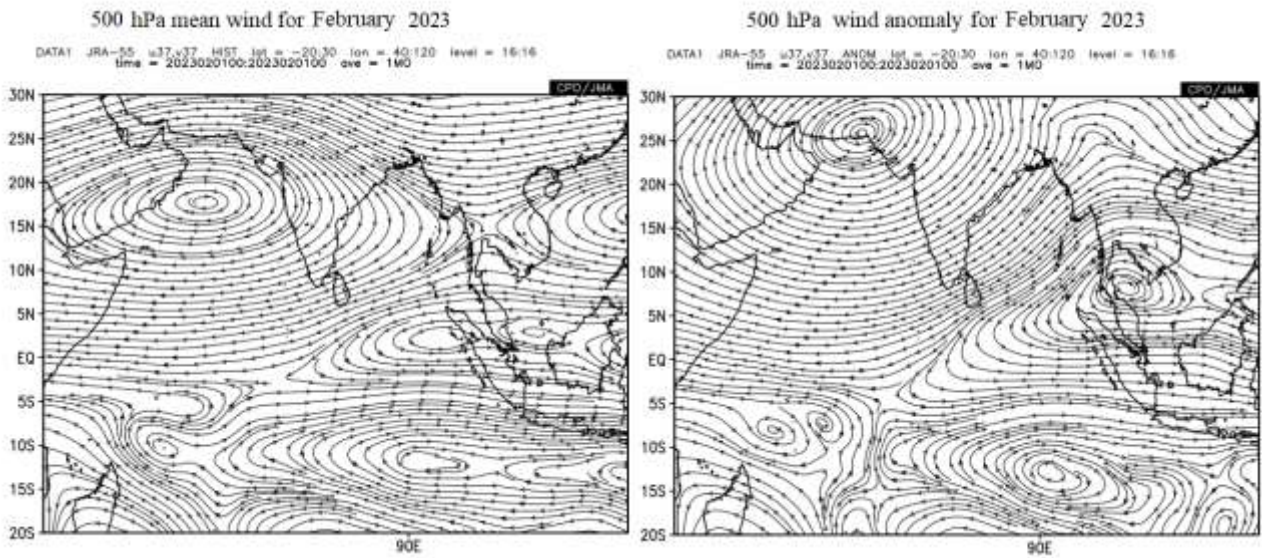 500 hPa mean wind for February 2023
DATA1 JRA-55 u37,v37 HIST lat = -20:30 lon = 40:120 level = 16:16
time = 2023020100:2023020100 ave = 1MO
CPD/JMA
30N
25N
20N
15N
10N
5N
EQ
5S
10S
15S
20S
90E
500 hPa wind anomaly for February 2023
DATA1 JRA-55 u37,v37 ANOM lat = -20:30 lon = 40:120 level = 16:16
time = 2023020100:2023020100 ave = 1MO
CPD/JMA
30N
25N
20N
15N
10N
5N
EQ
5S
10S
15S
20S
90E